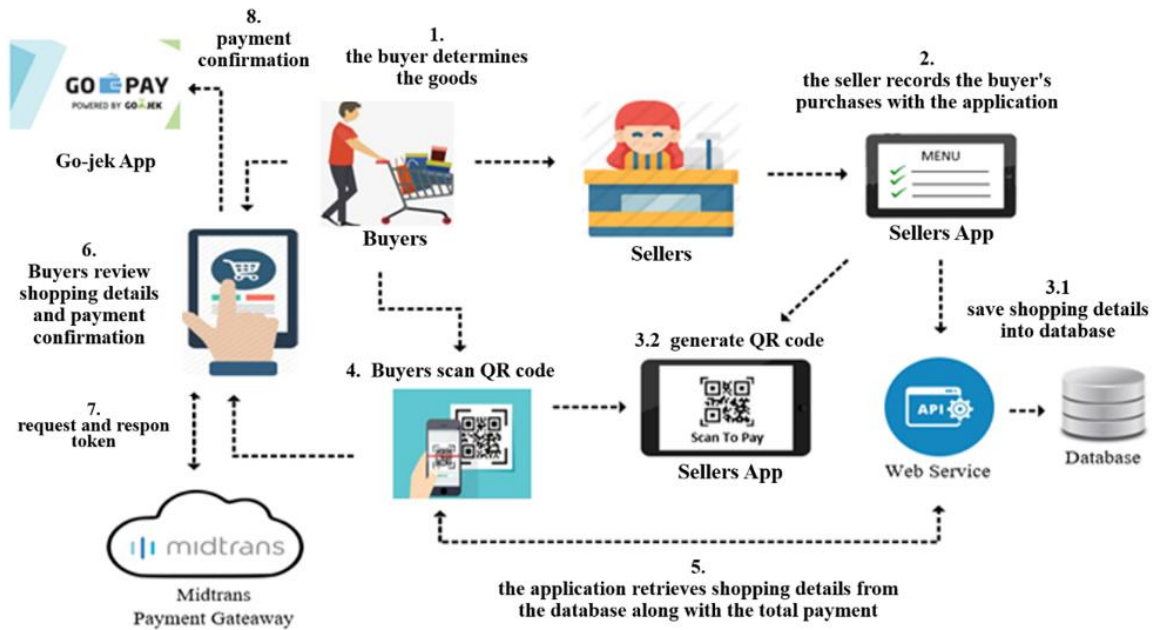 8.
payment
confirmation
GO PAY
POWERED BY GO JEK
Go-jek App
1.
the buyer determines
the goods
2.
the seller records the buyer's
purchases with the application
MENU
Buyers
Sellers
Sellers App
6.
Buyers review
shopping details
and payment
confirmation
3.1
save shopping details
into database
3.2 generate QR code
4. Buyers scan QR code
Scan To Pay
Sellers App
API
Web Service
Database
7.
request and respon
token
midtrans
Midtrans
Payment Gateaway
5.
the application retrieves shopping details from
the database along with the total payment